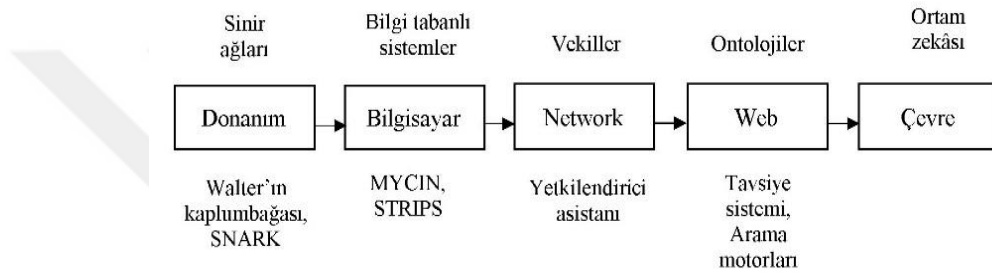 Sinir
ağları
Bilgi tabanlı
sistemler
Vekiller
Ontolojiler
Ortam
zekâsı
Donanım
Bilgisayar
Network
Web
Çevre
Walter'ın
kaplumbağası,
SNARK
MYCIN,
STRIPS
Yetkilendirici
asistanı
Tavsiye
sistemi,
Arama
motorları